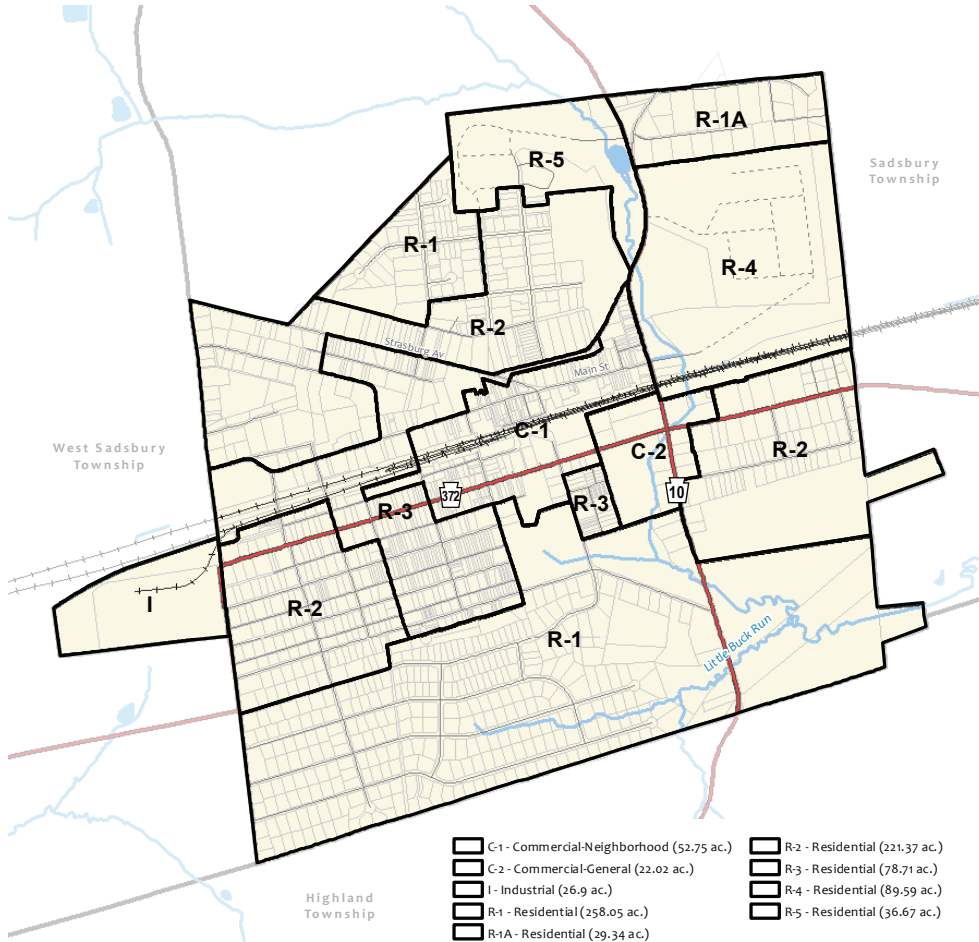 R-1A
R-5
Sadsbury
Township
R-1
R-4
R-2
Strasburg Av
Main St
C-1
West Sadsbury
Township
C-2
R-2
372
10
R-3
R-3
I
R-2
R-1
Little Buck Run
C-1 - Commercial-Neighborhood (52.75 ac.)
C-2 - Commercial-General (22.02 ac.)
I - Industrial (26.9 ac.)
R-1 - Residential (258.05 ac.)
R-1A - Residential (29.34 ac.)
R-2 - Residential (221.37 ac.)
R-3 - Residential (78.71 ac.)
R-4 - Residential (89.59 ac.)
R-5 - Residential (36.67 ac.)
Highland
Township